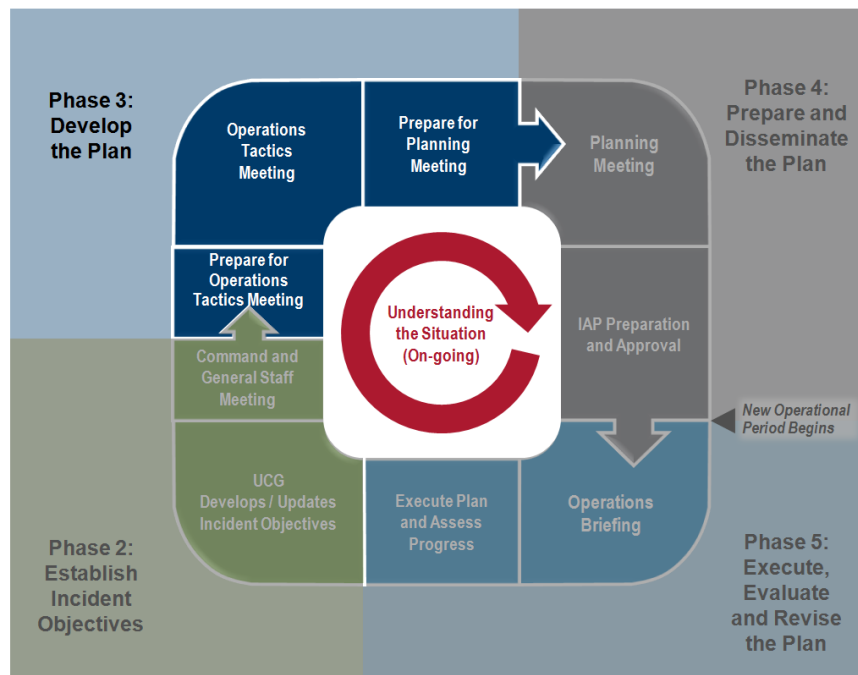 Phase 3:
Develop
the Plan
Operations
Tactics
Meeting
Prepare for
Planning
Meeting
Planning
Meeting
Phase 4:
Prepare and
Disseminate
the Plan
Prepare for
Operations
Tactics Meeting
Understanding
the Situation
(On-going)
IAP Preparation
and Approval
Command and
General Staff
Meeting
New Operational
Period Begins
UCG
Develops / Updates
Incident Objectives
Execute Plan
and Assess
Progress
Operations
Briefing
Phase 2:
Establish
Incident
Objectives
Phase 5:
Execute,
Evaluate
and Revise
the Plan